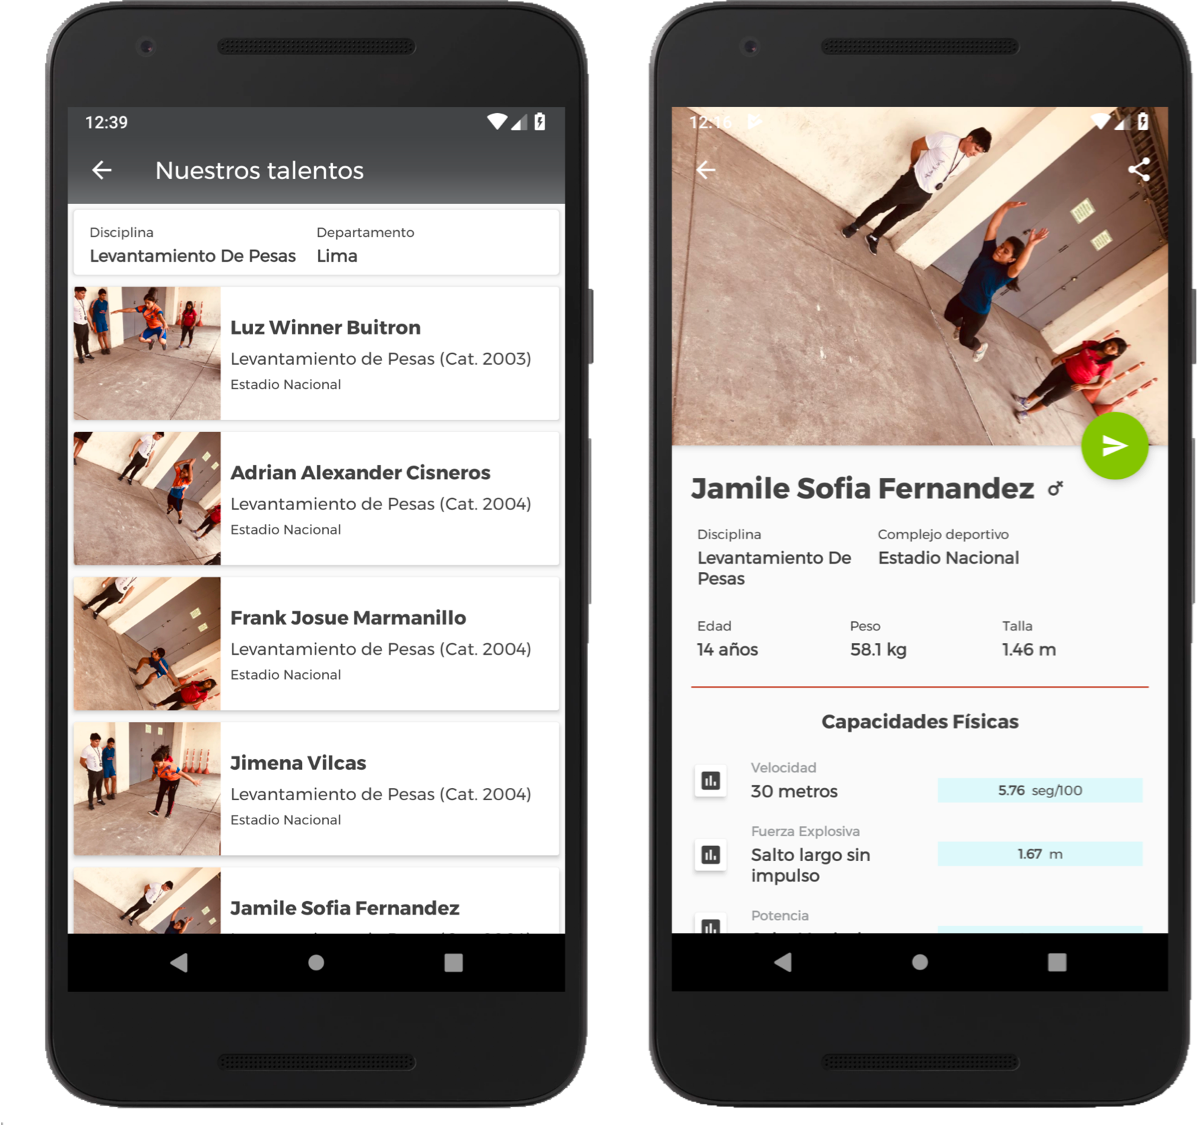 12:39
Nuestros talentos
Disciplina Departamento
Levantamiento De Pesas Lima
Luz Winner Buitron
Levantamiento de Pesas (Cat. 2003)
Estadio Nacional
Adrian Alexander Cisneros
Levantamiento de Pesas (Cat. 2004)
Estadio Nacional
Frank Josue Marmanillo
Levantamiento de Pesas (Cat. 2004)
Estadio Nacional
Jimena Vilcas
Levantamiento de Pesas (Cat. 2004)
Estadio Nacional
Jamile Sofia Fernandez
12:16
Jamile Sofia Fernandez
Disciplina Complejo deportivo
Levantamiento De Estadio Nacional
Pesas
Edad Peso Talla
14 años 58.1 kg 1.46 m
Capacidades Físicas
Velocidad
30 metros 5.76 seg/100
Fuerza Explosiva
Salto largo sin 1.67 m
impulso
Potencia